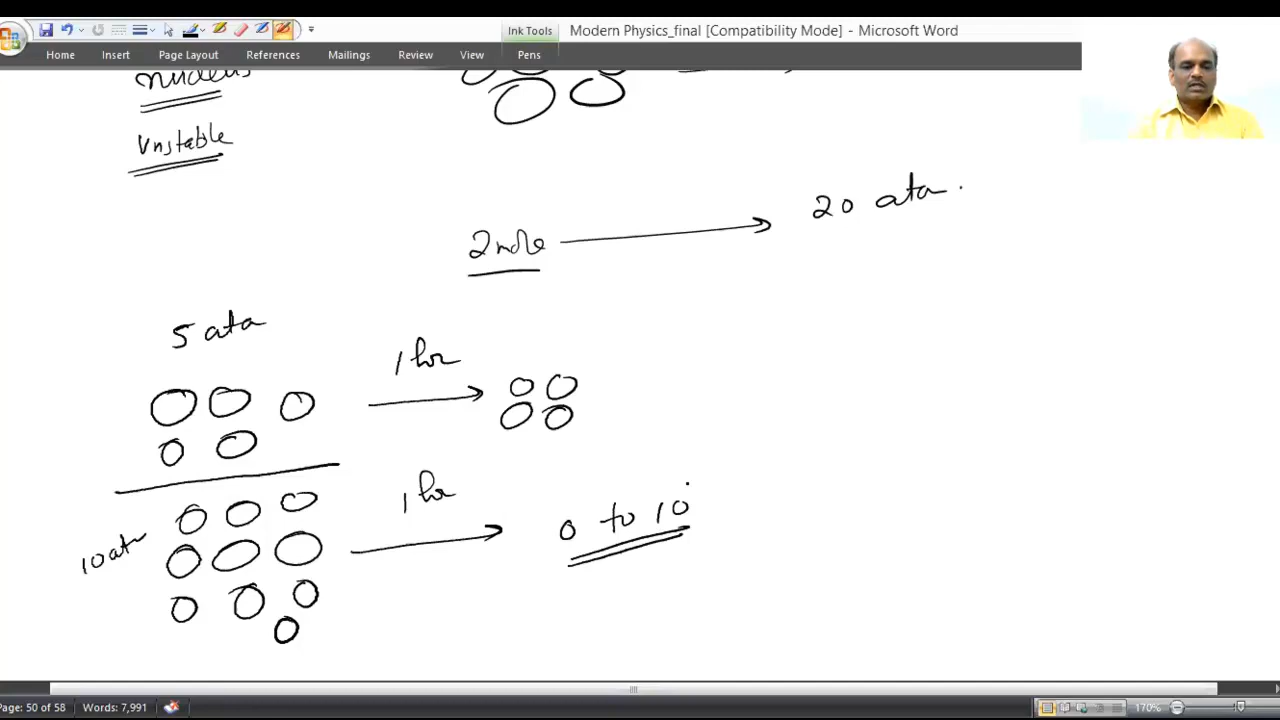 Ink Tools
Modern Physics_final [Compatibility Mode] - Microsoft Word
Home Insert Page Layout References Mailings Review View Pens
nucleus
Unstable
2 mole
20 ata.
5 ata
1 hr
10 ata
1 hr
0 to 10
Page: 50 of 58 Words: 7,991 170%